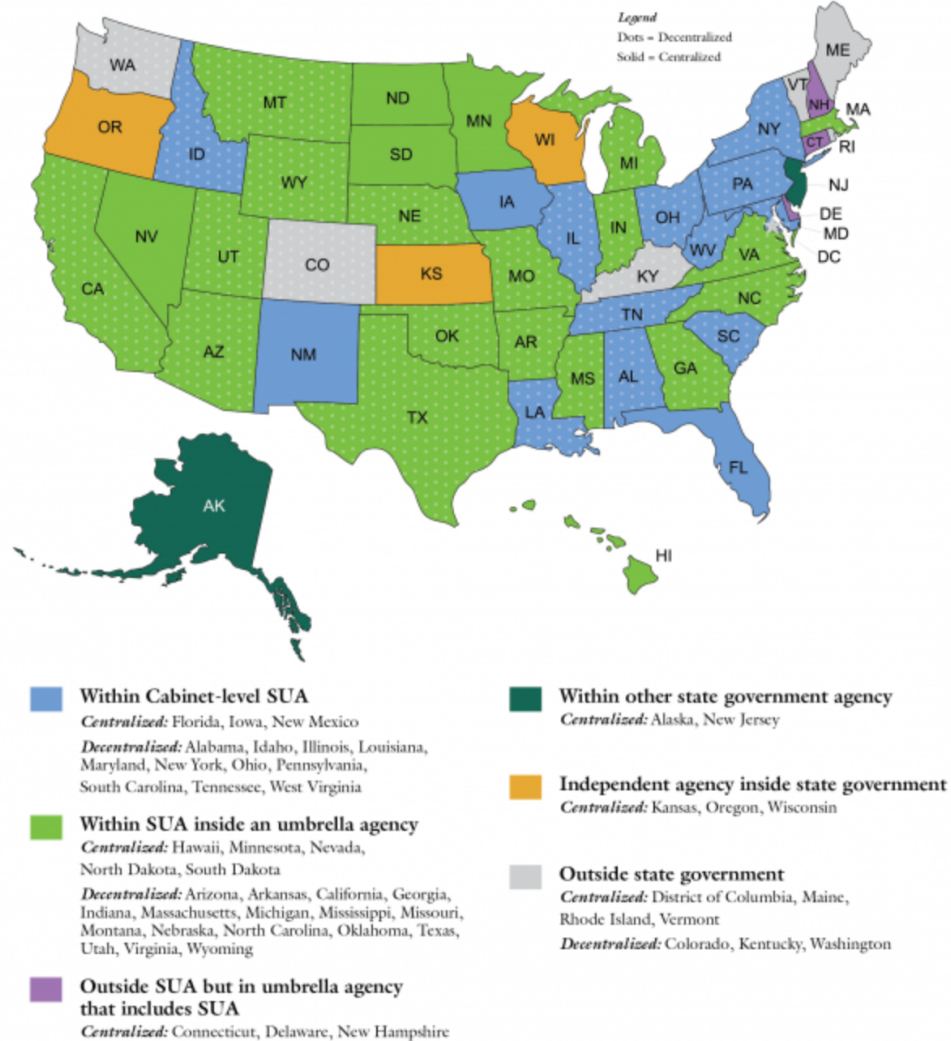 Legend
Dots = Decentralized
Solid = Centralized
WA
OR
ID
MT
ND
MN
SD
WY
NE
NV
UT
CO
CA
AZ
NM
KS
OK
TX
IA
WI
MI
IL
IN
OH
MO
AR
LA
MS
AL
GA
TN
KY
WV
VA
NC
SC
FL
PA
NY
VT
NH
ME
MA
CT
RI
NJ
DE
MD
DC
AK
HI
Within Cabinet-level SUA
Centralized: Florida, Iowa, New Mexico
Decentralized: Alabama, Idaho, Illinois, Louisiana,
Maryland, New York, Ohio, Pennsylvania,
South Carolina, Tennessee, West Virginia
Within SUA inside an umbrella agency
Centralized: Hawaii, Minnesota, Nevada,
North Dakota, South Dakota
Decentralized: Arizona, Arkansas, California, Georgia,
Indiana, Massachusetts, Michigan, Mississippi, Missouri,
Montana, Nebraska, North Carolina, Oklahoma, Texas,
Utah, Virginia, Wyoming
Outside SUA but in umbrella agency
that includes SUA
Centralized: Connecticut, Delaware, New Hampshire
Within other state government agency
Centralized: Alaska, New Jersey
Independent agency inside state government
Centralized: Kansas, Oregon, Wisconsin
Outside state government
Centralized: District of Columbia, Maine,
Rhode Island, Vermont
Decentralized: Colorado, Kentucky, Washington